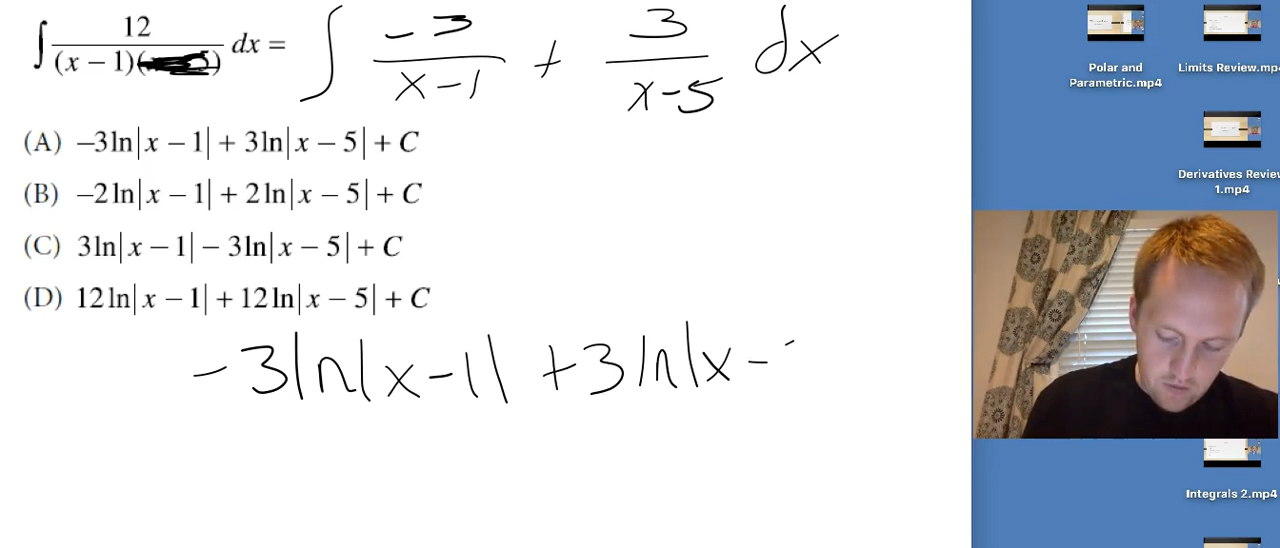 ∫ 12/(x − 1)( 5) dx = ∫ −3/x−1 + 3/x−5 dx
(A) −3ln|x − 1| + 3ln|x − 5| + C
(B) −2ln|x − 1| + 2ln|x − 5| + C
(C) 3ln|x − 1| − 3ln|x − 5| + C
(D) 12ln|x − 1| + 12ln|x − 5| + C
−3ln|x−1| +3ln|x−
Polar and
Parametric.mp4
Limits Review.mp4
Derivatives Review
1.mp4
Integrals 2.mp4